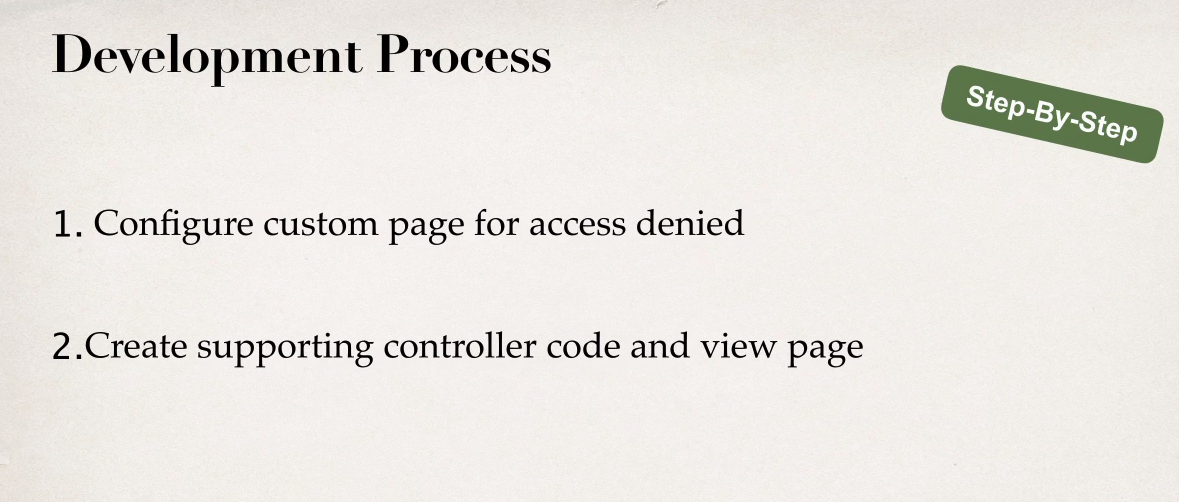 Development Process
Step-By-Step
1. Configure custom page for access denied
2.Create supporting controller code and view page